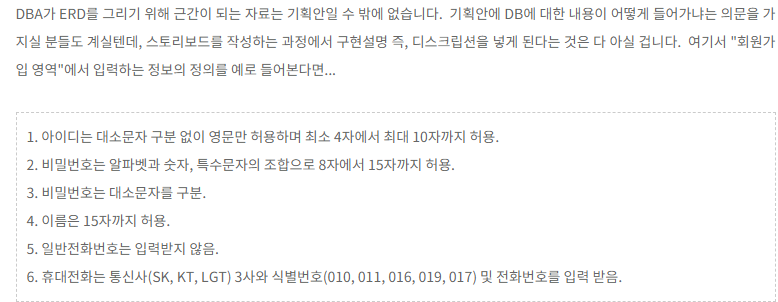 DBA가 ERD를 그리기 위해 근간이 되는 자료는 기획안일 수 밖에 없습니다. 기획안에 DB에 대한 내용이 어떻게 들어가냐는 의문을 가
지실 분들도 계실텐데, 스토리보드를 작성하는 과정에서 구현설명 즉, 디스크립션을 넣게 된다는 것은 다 아실 겁니다. 여기서 "회원가
입 영역"에서 입력하는 정보의 정의를 예로 들어본다면...
1. 아이디는 대소문자 구분 없이 영문만 허용하며 최소 4자에서 최대 10자까지 허용.
2. 비밀번호는 알파벳과 숫자, 특수문자의 조합으로 8자에서 15자까지 허용.
3. 비밀번호는 대소문자를 구분.
4. 이름은 15자까지 허용.
5. 일반전화번호는 입력받지 않음.
6. 휴대전화는 통신사(SK, KT, LGT) 3사와 식별번호(010, 011, 016, 019, 017) 및 전화번호를 입력 받음.